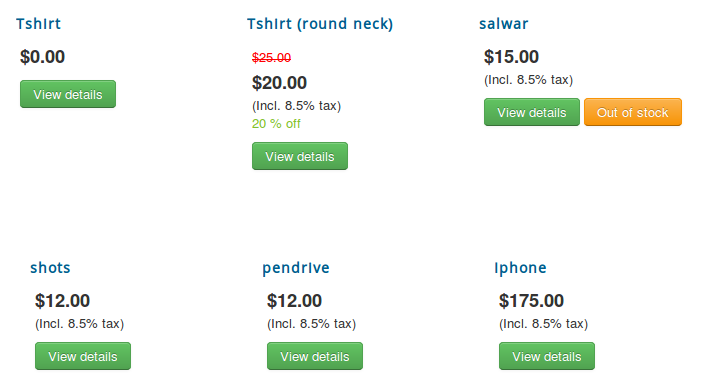 TshIrt
$0.00
View details
TshIrt (round neck)
$25.00
$20.00
(Incl. 8.5% tax)
20 % off
View details
salwar
$15.00
(Incl. 8.5% tax)
View details
Out of stock
shots
$12.00
(Incl. 8.5% tax)
View details
pendrIve
$12.00
(Incl. 8.5% tax)
View details
Iphone
$175.00
(Incl. 8.5% tax)
View details